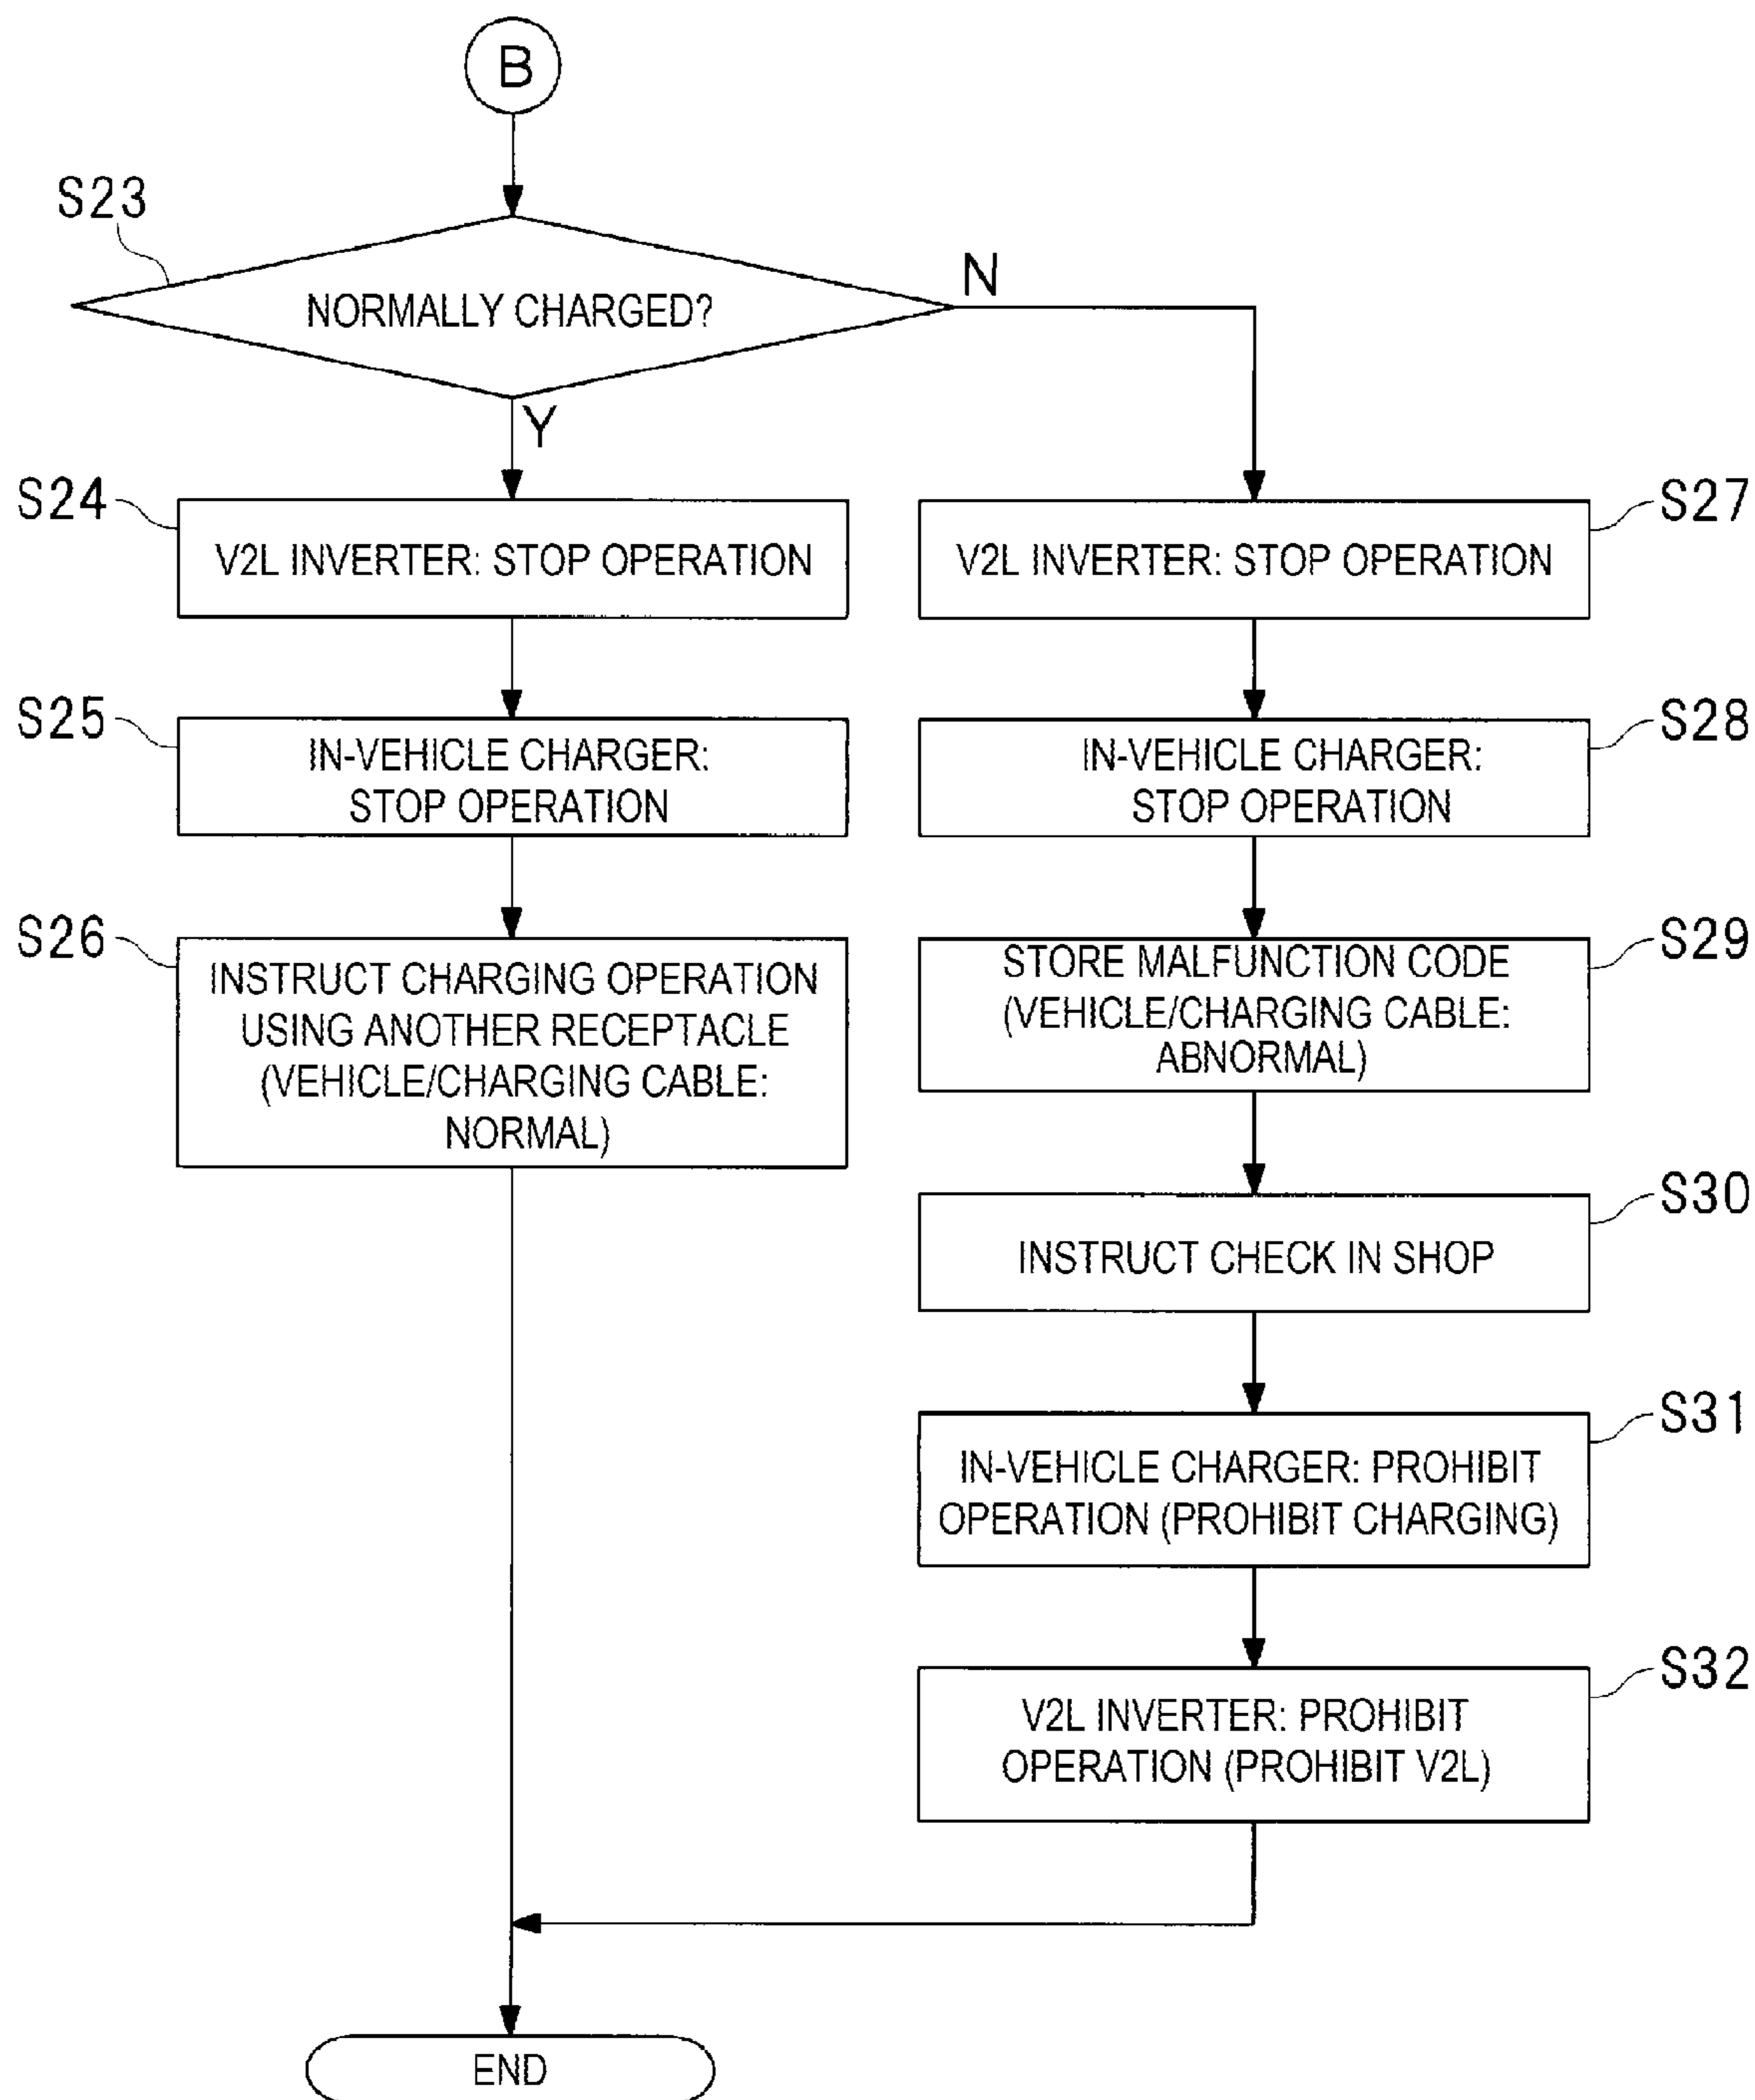 B
S23
NORMALLY CHARGED?
N
Y
S24
V2L INVERTER: STOP OPERATION
S25
IN-VEHICLE CHARGER:
STOP OPERATION
S26
INSTRUCT CHARGING OPERATION
USING ANOTHER RECEPTACLE
(VEHICLE/CHARGING CABLE:
NORMAL)
S27
V2L INVERTER: STOP OPERATION
S28
IN-VEHICLE CHARGER:
STOP OPERATION
S29
STORE MALFUNCTION CODE
(VEHICLE/CHARGING CABLE:
ABNORMAL)
S30
INSTRUCT CHECK IN SHOP
S31
IN-VEHICLE CHARGER: PROHIBIT
OPERATION (PROHIBIT CHARGING)
S32
V2L INVERTER: PROHIBIT
OPERATION (PROHIBIT V2L)
END